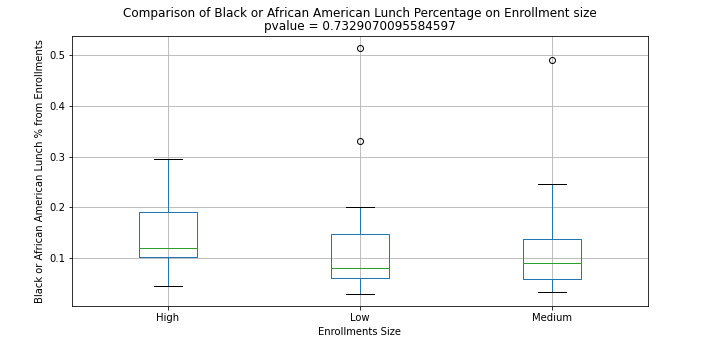 Comparison of Black or African American Lunch Percentage on Enrollment size
pvalue = 0.7329070095584597
Black or African American Lunch % from Enrollments
0.5
0.4
0.3
0.2
0.1
High
Low
Medium
Enrollments Size